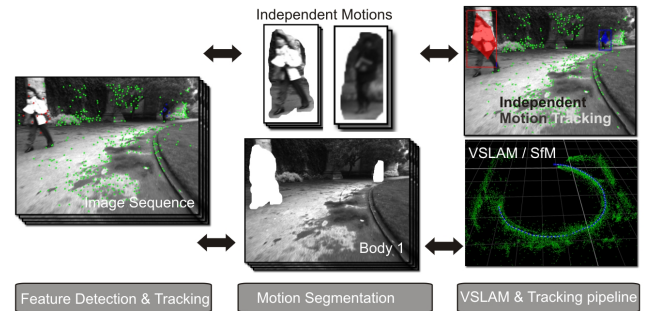 Independent Motions
Independent
Motion Tracking
Image Sequence
Body 1
VSLAM / SfM
Feature Detection & Tracking
Motion Segmentation
VSLAM & Tracking pipeline